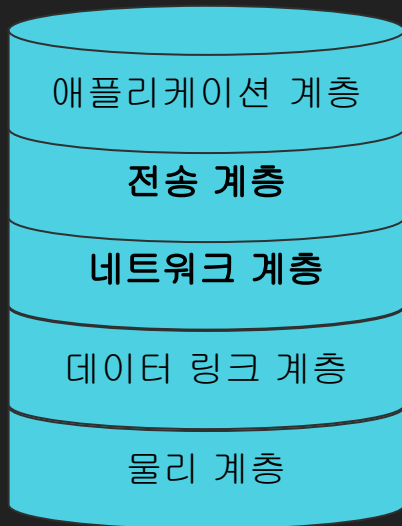 애플리케이션 계층
전송 계층
네트워크 계층
데이터 링크 계층
물리 계층